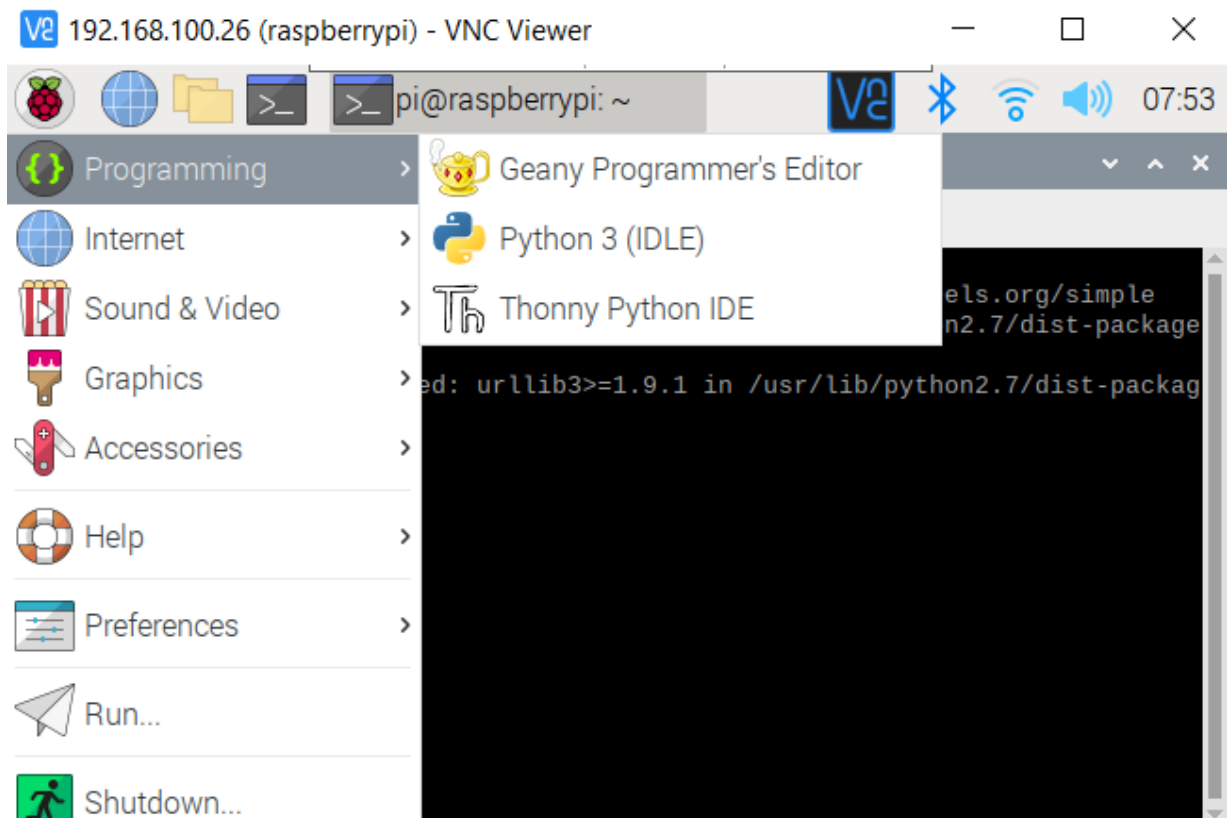 192.168.100.26 (raspberrypi) - VNC Viewer
pi@raspberrypi: ~
07:53
Programming
Internet
Sound & Video
Graphics
Accessories
Help
Preferences
Run...
Shutdown...
Geany Programmer's Editor
Python 3 (IDLE)
Thonny Python IDE
els.org/simple
n2.7/dist-package
ed: urllib3>=1.9.1 in /usr/lib/python2.7/dist-packag